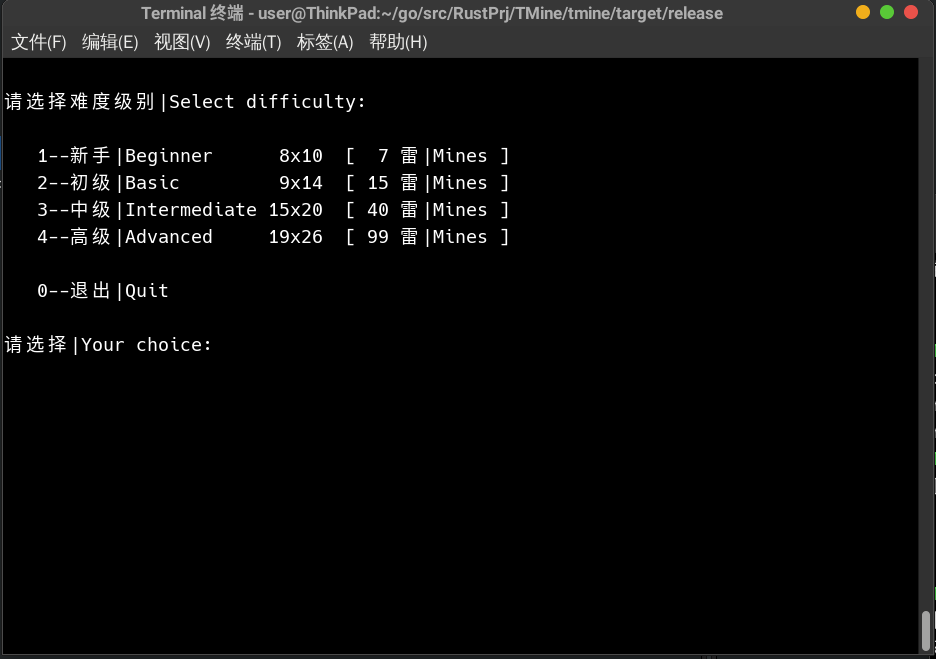 Terminal 终端 - user@ThinkPad:~/go/src/RustPrj/TMine/tmine/target/release
文件(F) 编辑(E) 视图(V) 终端(T) 标签(A) 帮助(H)
请选择难度级别|Select difficulty:
1--新手|Beginner      8x10  [  7 雷|Mines ]
2--初级|Basic         9x14  [ 15 雷|Mines ]
3--中级|Intermediate 15x20  [ 40 雷|Mines ]
4--高级|Advanced     19x26  [ 99 雷|Mines ]
0--退出|Quit
请选择|Your choice: